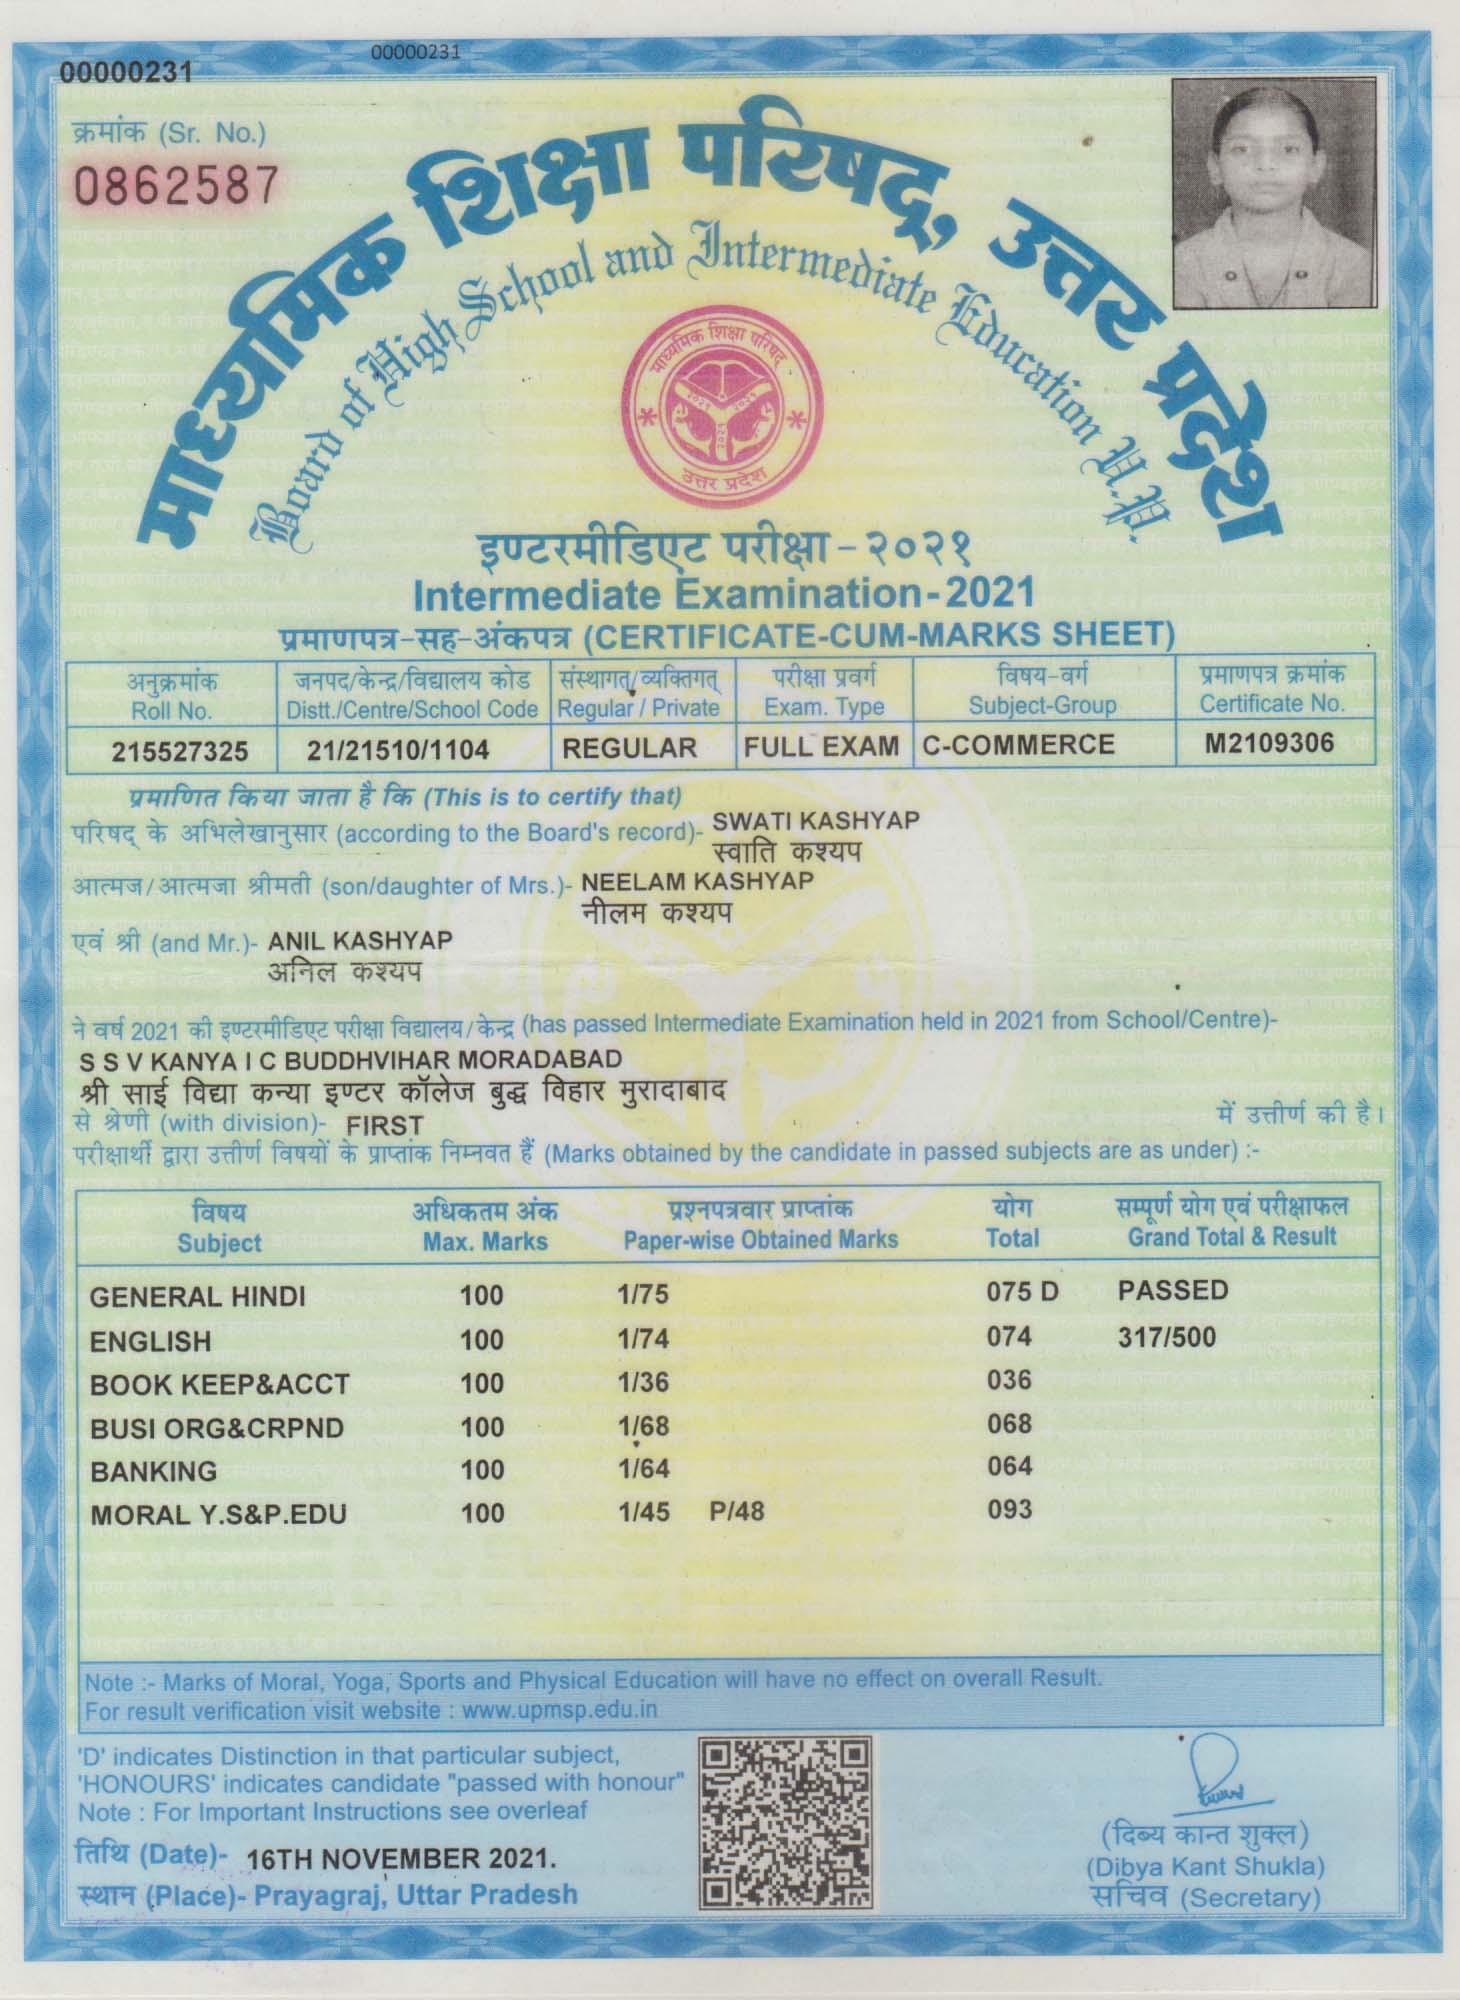 00000231
00000231
क्रमांक (Sr. No.)
0862587
माध्यमिक शिक्षा परिषद्, उत्तर प्रदेश
Board of High School and Intermediate Education U.P.
माध्यमिक शिक्षा परिषद्
२०२१ २०२१
२०२१
उत्तर प्रदेश
इण्टरमीडिएट परीक्षा - २०२१
Intermediate Examination - 2021
प्रमाणपत्र-सह-अंकपत्र (CERTIFICATE-CUM-MARKS SHEET)
अनुक्रमांक जनपद/केन्द्र/विद्यालय कोड संस्थागत्/व्यक्तिगत् परीक्षा प्रवर्ग विषय-वर्ग प्रमाणपत्र क्रमांक
Roll No. Distt./Centre/School Code Regular / Private Exam. Type Subject-Group Certificate No.
215527325 21/21510/1104 REGULAR FULL EXAM C-COMMERCE M2109306
प्रमाणित किया जाता है कि (This is to certify that)
परिषद् के अभिलेखानुसार (according to the Board's record)- SWATI KASHYAP
स्वाति कश्यप
आत्मज/आत्मजा श्रीमती (son/daughter of Mrs.)- NEELAM KASHYAP
नीलम कश्यप
एवं श्री (and Mr.)- ANIL KASHYAP
अनिल कश्यप
ने वर्ष 2021 की इण्टरमीडिएट परीक्षा विद्यालय/केन्द्र (has passed Intermediate Examination held in 2021 from School/Centre)-
S S V KANYA I C BUDDHVIHAR MORADABAD
श्री साई विद्या कन्या इण्टर कॉलेज बुद्ध विहार मुरादाबाद
से श्रेणी (with division)- FIRST में उत्तीर्ण की है।
परीक्षार्थी द्वारा उत्तीर्ण विषयों के प्राप्तांक निम्नवत हैं (Marks obtained by the candidate in passed subjects are as under) :-
विषय अधिकतम अंक प्रश्नपत्रवार प्राप्तांक योग सम्पूर्ण योग एवं परीक्षाफल
Subject Max. Marks Paper-wise Obtained Marks Total Grand Total & Result
GENERAL HINDI 100 1/75 075 D PASSED
ENGLISH 100 1/74 074 317/500
BOOK KEEP&ACCT 100 1/36 036
BUSI ORG&CRPND 100 1/68 068
BANKING 100 1/64 064
MORAL Y.S&P.EDU 100 1/45 P/48 093
Note :- Marks of Moral, Yoga, Sports and Physical Education will have no effect on overall Result.
For result verification visit website : www.upmsp.edu.in
'D' indicates Distinction in that particular subject,
'HONOURS' indicates candidate "passed with honour"
Note : For Important Instructions see overleaf
तिथि (Date)- 16TH NOVEMBER 2021.
स्थान (Place)- Prayagraj, Uttar Pradesh
(दिब्य कान्त शुक्ल)
(Dibya Kant Shukla)
सचिव (Secretary)